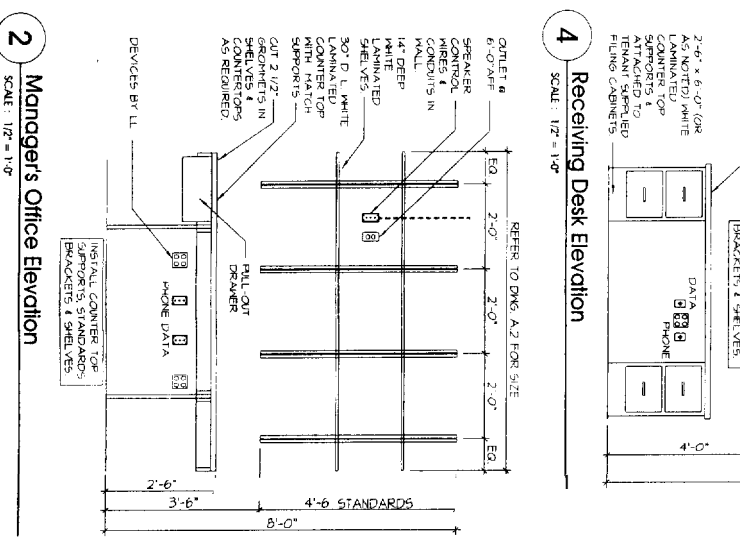 2'-6" x 6'-0" (OR
AS NOTED) WHITE
LAMINATED
COUNTER TOP
SUPPORTS &
ATTACHED TO
TENANT SUPPLIED
FILING CABINETS
BRACKETS & SHELVES.
DATA
PHONE
4'-0"
4
Receiving Desk Elevation
SCALE : 1/2" = 1'-0"
OUTLET @
6'-0"AFF
SPEAKER
CONTROL
WIRES &
CONDUITS IN
WALL
14" DEEP
WHITE
LAMINATED
SHELVES
30" D. L. WHITE
LAMINATED
COUNTER TOP
WITH MATCH
SUPPORTS
CUT 2 1/2"
GROMMETS IN
SHELVES &
COUNTERTOPS
AS REQUIRED.
DEVICES BY LL
REFER TO DWG. A-2 FOR SIZE
EQ. 2'-0" 2'-0" 2'-0" EQ.
PULL-OUT
DRAWER
PHONE DATA
INSTALL COUNTER TOP
SUPPORTS, STANDARDS
BRACKETS & SHELVES
2'-6"
3'-6"
4'-6 STANDARDS
8'-0"
2
Manager's Office Elevation
SCALE : 1/2" = 1'-0"